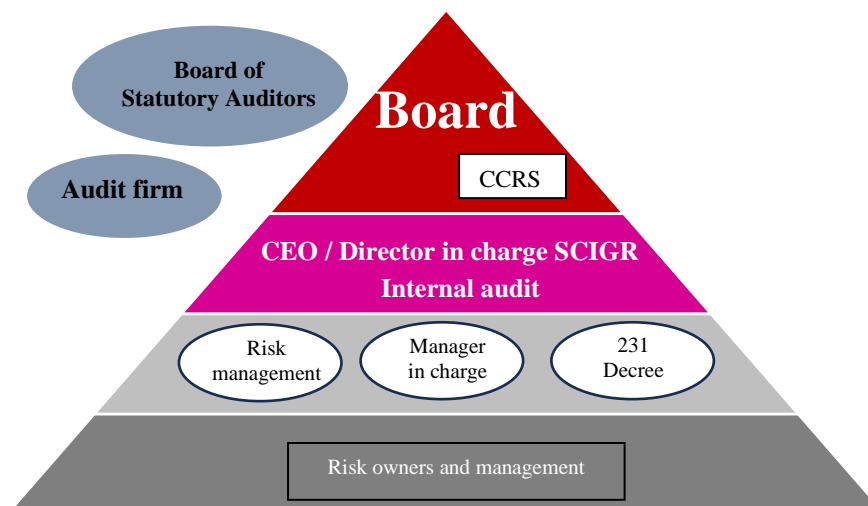 Board of
Statutory Auditors
Board
Audit firm
CCRS
CEO / Director in charge SCIGR
Internal audit
Risk
management
Manager
in charge
231
Decree
Risk owners and management